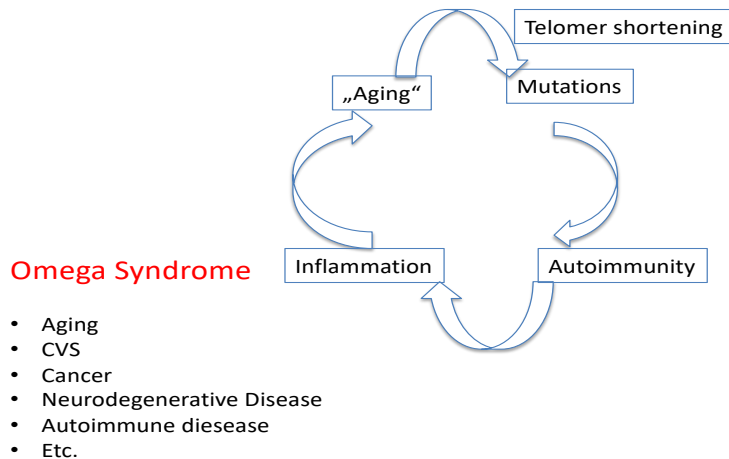 Telomer shortening
„Aging“
Mutations
Inflammation
Autoimmunity
Omega Syndrome
• Aging
• CVS
• Cancer
• Neurodegenerative Disease
• Autoimmune diesease
• Etc.